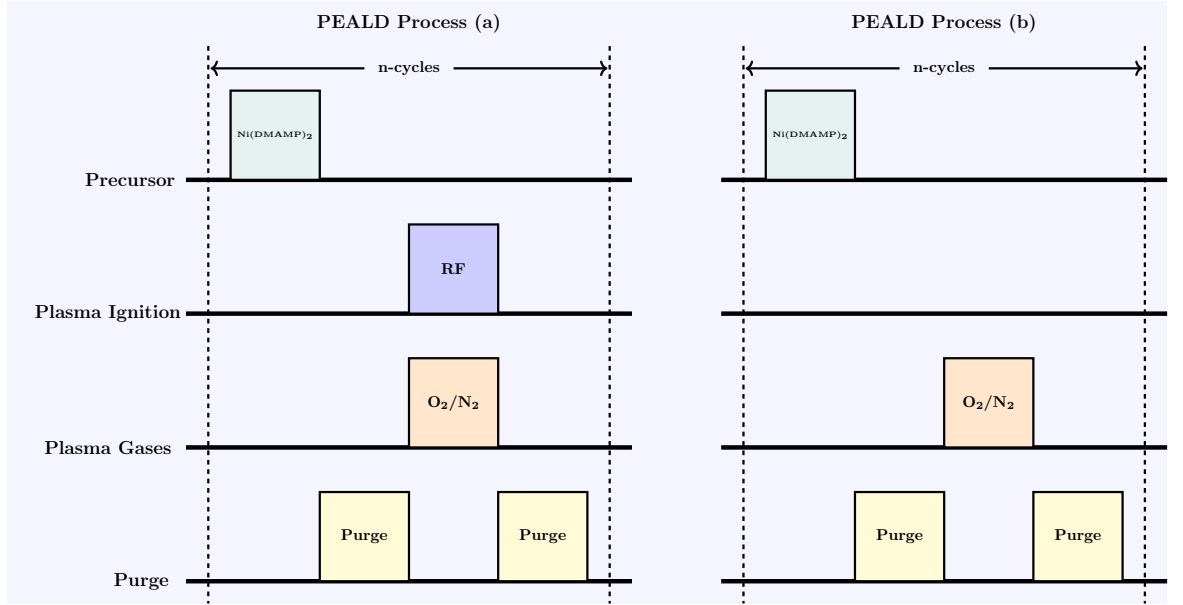 PEALD Process (a)
PEALD Process (b)
n-cycles
n-cycles
Ni(DMAMP)₂
Ni(DMAMP)₂
Precursor
RF
Plasma Ignition
O₂/N₂
O₂/N₂
Plasma Gases
Purge
Purge
Purge
Purge
Purge